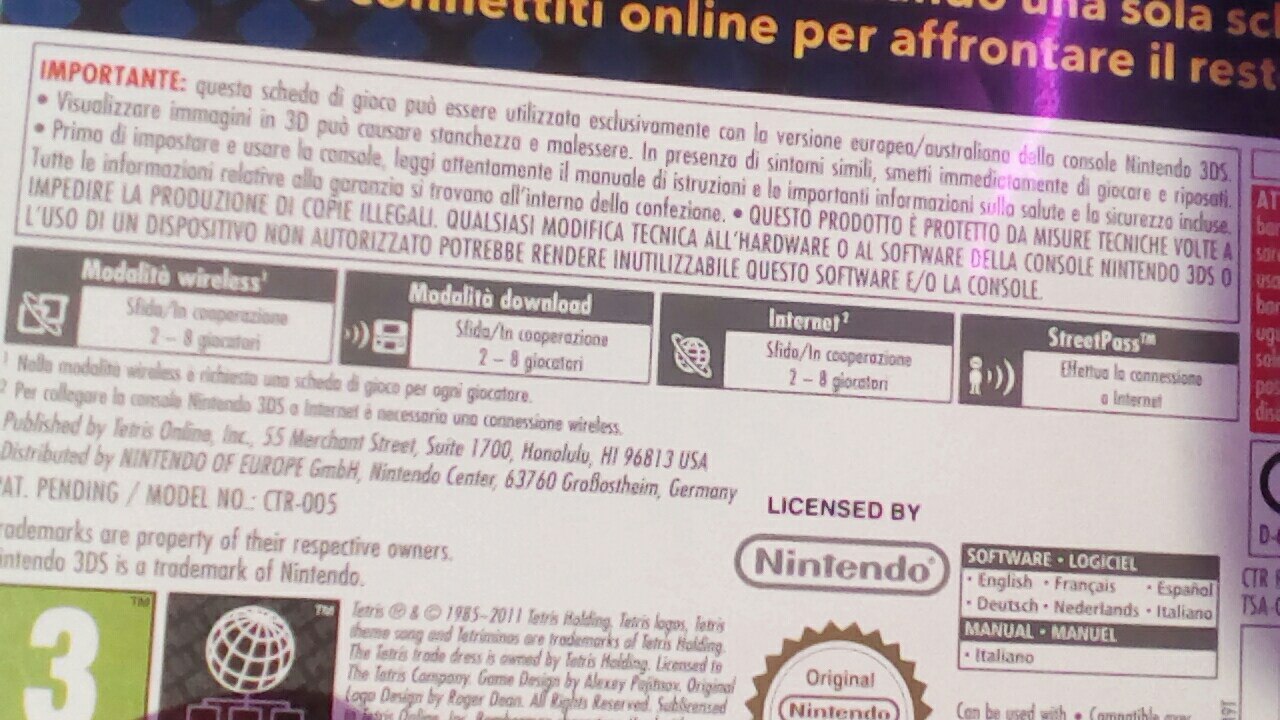 una sola
connettiti online per affrontare il rest
IMPORTANTE: questa scheda di gioco può essere utilizzata esclusivamente con la versione europea/australiana della console Nintendo 3DS.
• Visualizzare immagini in 3D può causare stanchezza e malessere. In presenza di sintomi simili, smetti immediatamente di giocare e riposati.
• Prima di impostare e usare la console, leggi attentamente il manuale di istruzioni e le importanti informazioni sulla salute e la sicurezza incluse.
Tutte le informazioni relative alla garanzia si trovano all'interno della confezione. • QUESTO PRODOTTO È PROTETTO DA MISURE TECNICHE VOLTE A
IMPEDIRE LA PRODUZIONE DI COPIE ILLEGALI. QUALSIASI MODIFICA TECNICA ALL'HARDWARE O AL SOFTWARE DELLA CONSOLE NINTENDO 3DS O
L'USO DI UN DISPOSITIVO NON AUTORIZZATO POTREBBE RENDERE INUTILIZZABILE QUESTO SOFTWARE E/O LA CONSOLE.
Modalità wireless¹
Sfida/In cooperazione
2 – 8 giocatori
Modalità download
Sfida/In cooperazione
2 – 8 giocatori
Internet²
Sfida/In cooperazione
2 – 8 giocatori
StreetPass™
Effettua la connessione
a Internet
¹ Nella modalità wireless è richiesta una scheda di gioco per ogni giocatore.
² Per collegare la console Nintendo 3DS a Internet è necessaria una connessione wireless.
Published by Tetris Online, Inc., 55 Merchant Street, Suite 1700, Honolulu, HI 96813 USA
Distributed by NINTENDO OF EUROPE GmbH, Nintendo Center, 63760 Großostheim, Germany
PAT. PENDING / MODEL NO.: CTR-005
rademarks are property of their respective owners.
intendo 3DS is a trademark of Nintendo.
LICENSED BY
Nintendo®
SOFTWARE • LOGICIEL
• English • Français • Español
• Deutsch • Nederlands • Italiano
MANUAL • MANUEL
• Italiano
3™
™
Tetris ® & © 1985–2011 Tetris Holding. Tetris logos, Tetris
theme song and Tetriminos are trademarks of Tetris Holding.
The Tetris trade dress is owned by Tetris Holding. Licensed to
The Tetris Company. Game Design by Alexey Pajitnov. Original
Logo Design by Roger Dean. All Rights Reserved. Sublicensed
Tetris Online, Inc.
Original
Nintendo
Can be used with • Compatible avec
AT
CTR
TSA-